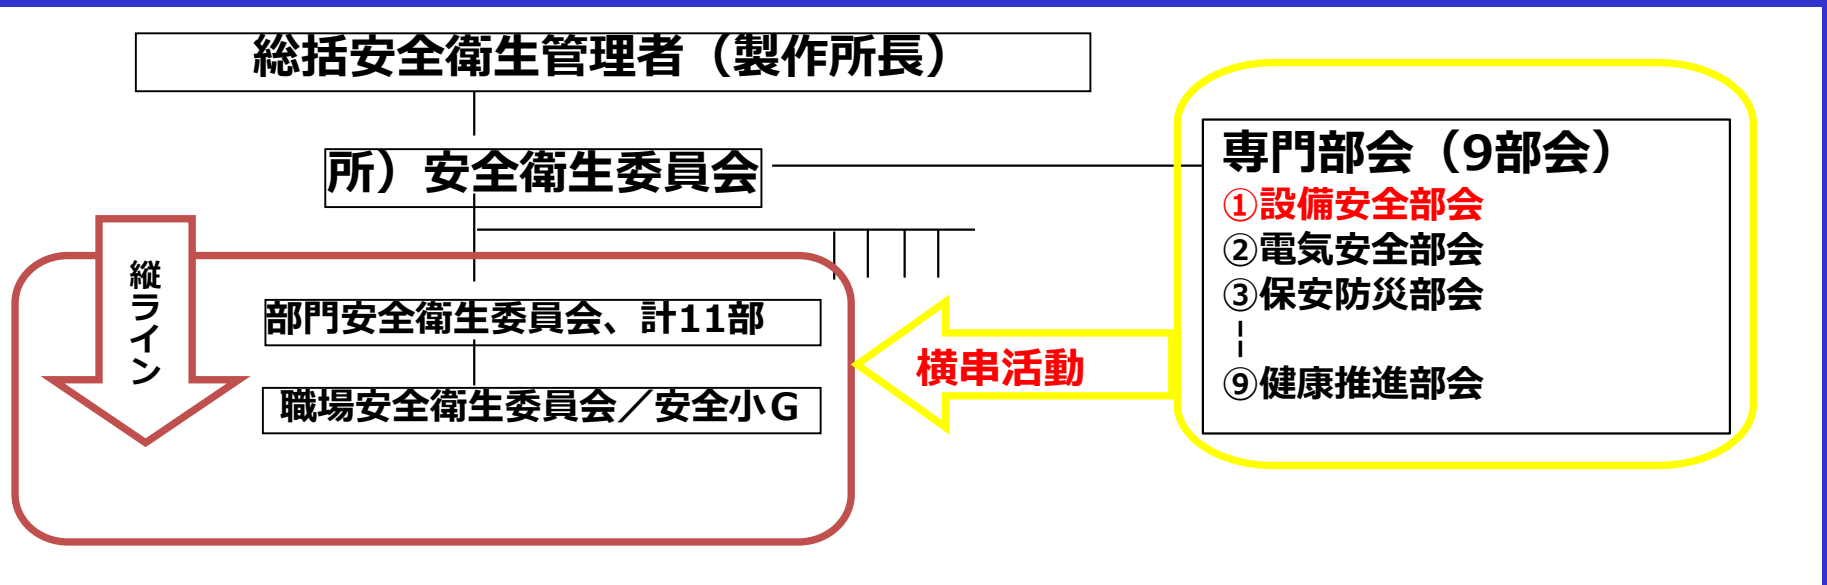 総括安全衛生管理者（製作所長）
所）安全衛生委員会
専門部会（9部会）
①設備安全部会
②電気安全部会
③保安防災部会
⑨健康推進部会
縦ライン
部門安全衛生委員会、計11部
職場安全衛生委員会／安全小Ｇ
横串活動